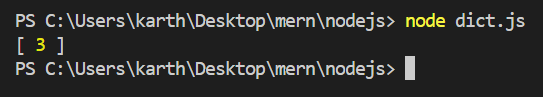 PS C:\Users\karth\Desktop\mern\nodejs> node dict.js
[ 3 ]
PS C:\Users\karth\Desktop\mern\nodejs>